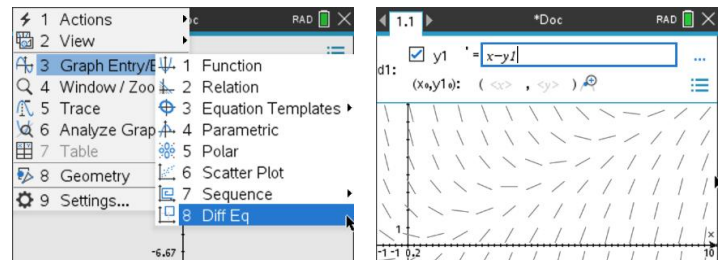 1 Actions
oc
RAD
2 View
3 Graph Entry/E
1 Function
4 Window / Zoo
2 Relation
5 Trace
3 Equation Templates
6 Analyze Grap
4 Parametric
7 Table
5 Polar
6 Scatter Plot
8 Geometry
7 Sequence
9 Settings...
8 Diff Eq
-6.67
1.1
*Doc
RAD
y1 ' = x-y1
...
d1:
(x₀,y1₀): ( <x> , <y> )
1
x
-1 -1 0.2
10